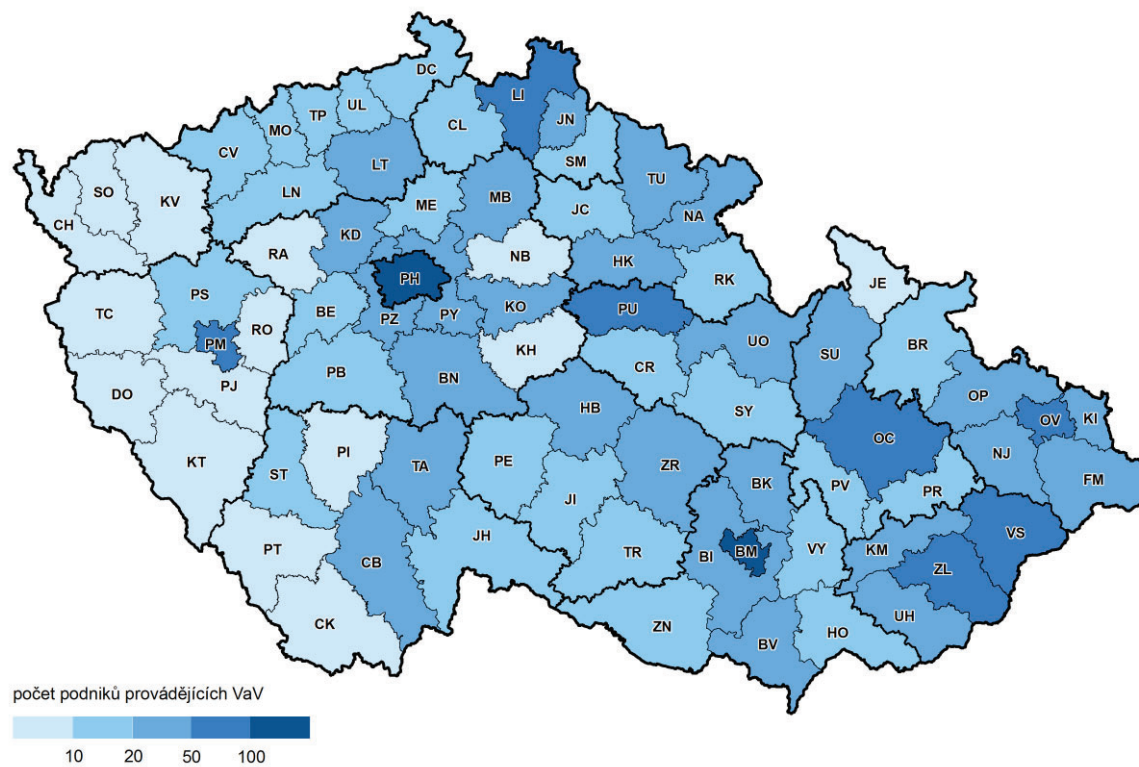 DC
LI
UL
TP
JN
MO
CL
CV
SM
LT
TU
SO
KV
LN
MB
ME
JC
NA
CH
KD
RA
NB
HK
RK
PH
JE
PS
KO
TC
BE
PU
RO
PZ
PY
UO
PM
KH
SU
BR
CR
PB
BN
PJ
DO
OP
HB
SY
OV
KI
OC
PI
NJ
KT
TA
PE
ZR
ST
FM
BK
PV
PR
JI
VS
PT
JH
TR
BI
BM
VY
KM
CB
ZL
CK
UH
ZN
HO
BV
počet podniků provádějících VaV
10 20 50 100